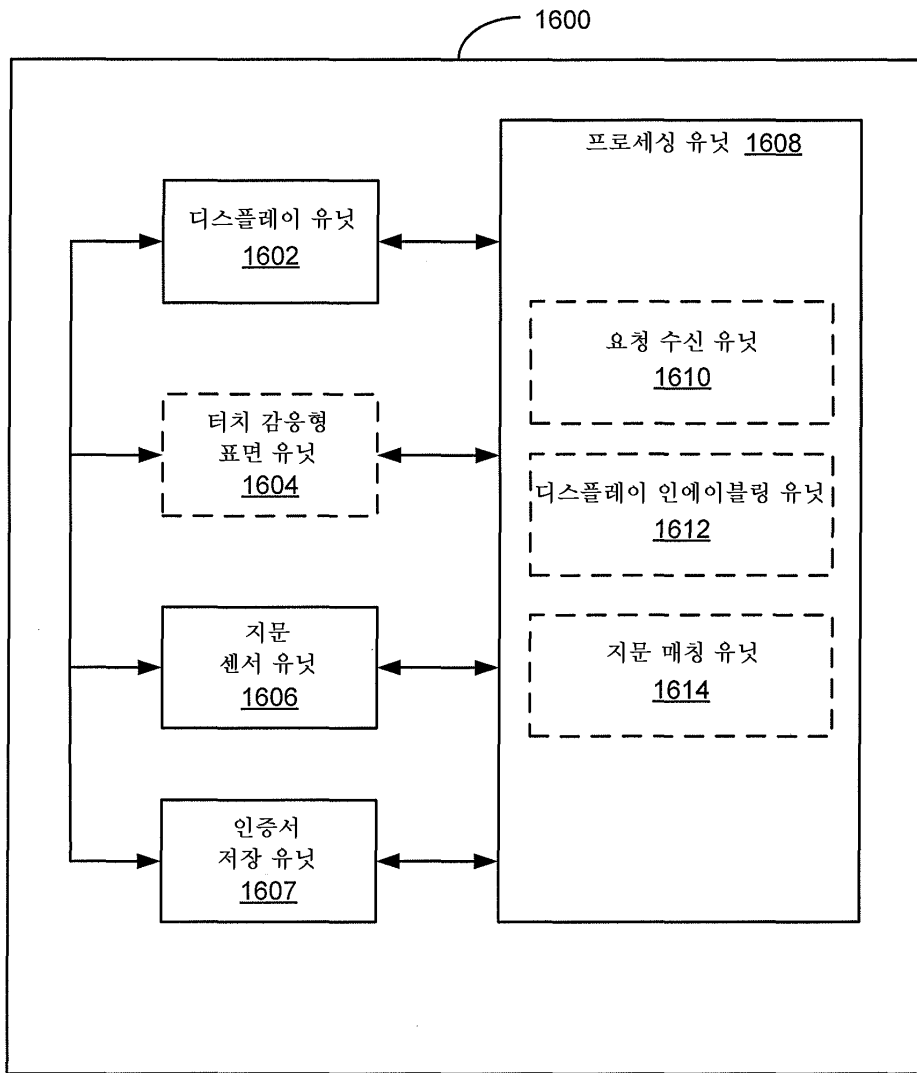 1600
프로세싱 유닛 1608
디스플레이 유닛
1602
요청 수신 유닛
1610
터치 감응형
표면 유닛
1604
디스플레이 인에이블링 유닛
1612
지문
센서 유닛
1606
지문 매칭 유닛
1614
인증서
저장 유닛
1607